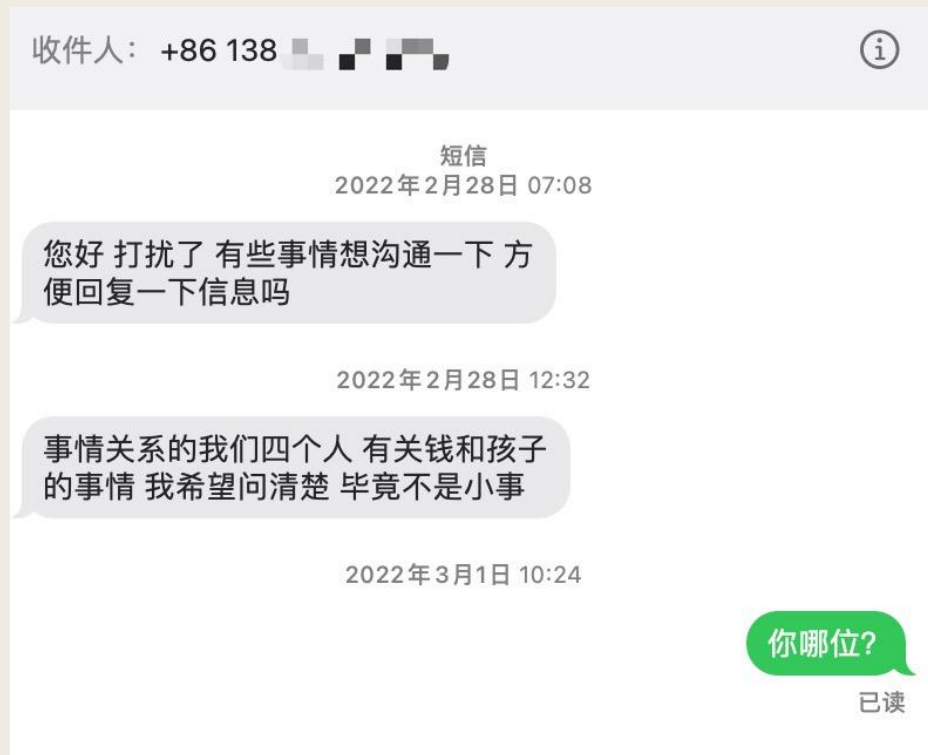 收件人： +86 138
短信
2022年2月28日 07:08
您好 打扰了 有些事情想沟通一下 方
便回复一下信息吗
2022年2月28日 12:32
事情关系的我们四个人 有关钱和孩子
的事情 我希望问清楚 毕竟不是小事
2022年3月1日 10:24
你哪位？
已读